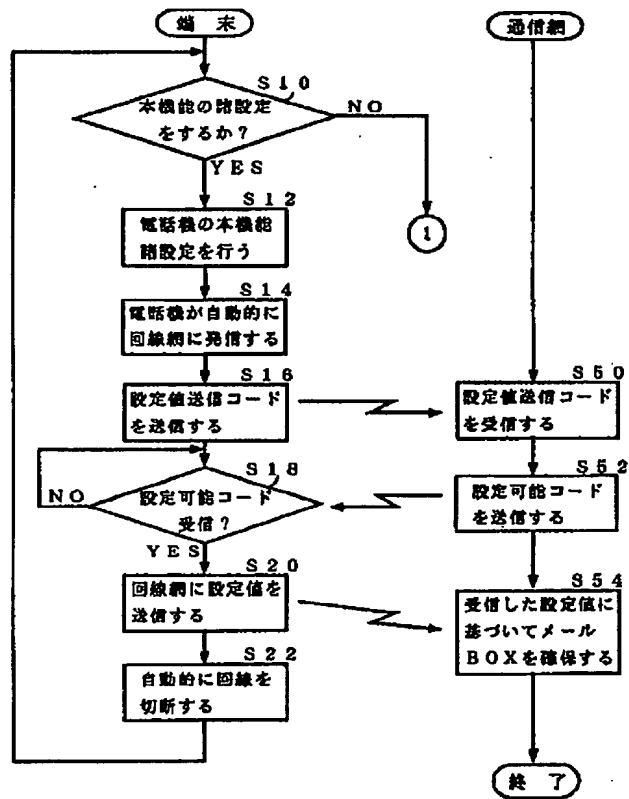 端 末
S10
本機能の諸設定
をするか?
NO
YES
1
S12
電話機の本機能
諸設定を行う
S14
電話機が自動的に
回線網に発信する
S16
設定値送信コード
を送信する
S18
設定可能コード
受信?
NO
YES
S20
回線網に設定値を
送信する
S22
自動的に回線を
切断する
通信網
S50
設定値送信コード
を受信する
S52
設定可能コード
を送信する
S54
受信した設定値に
基づいてメール
BOXを確保する
終 了